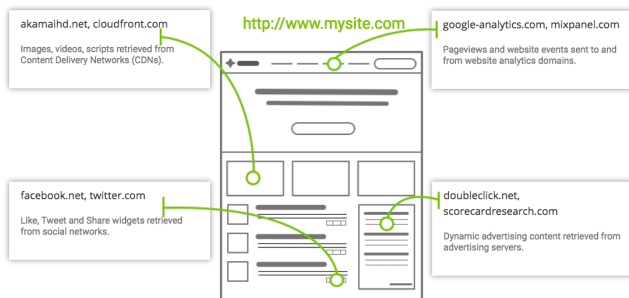 akamaihd.net, cloudfront.com
Images, videos, scripts retrieved from
Content Delivery Networks (CDNs).
http://www.mysite.com
google-analytics.com, mixpanel.com
Pageviews and website events sent to and
from website analytics domains.
facebook.net, twitter.com
Like, Tweet and Share widgets retrieved
from social networks.
doubleclick.net,
scorecardresearch.com
Dynamic advertising content retrieved from
advertising servers.